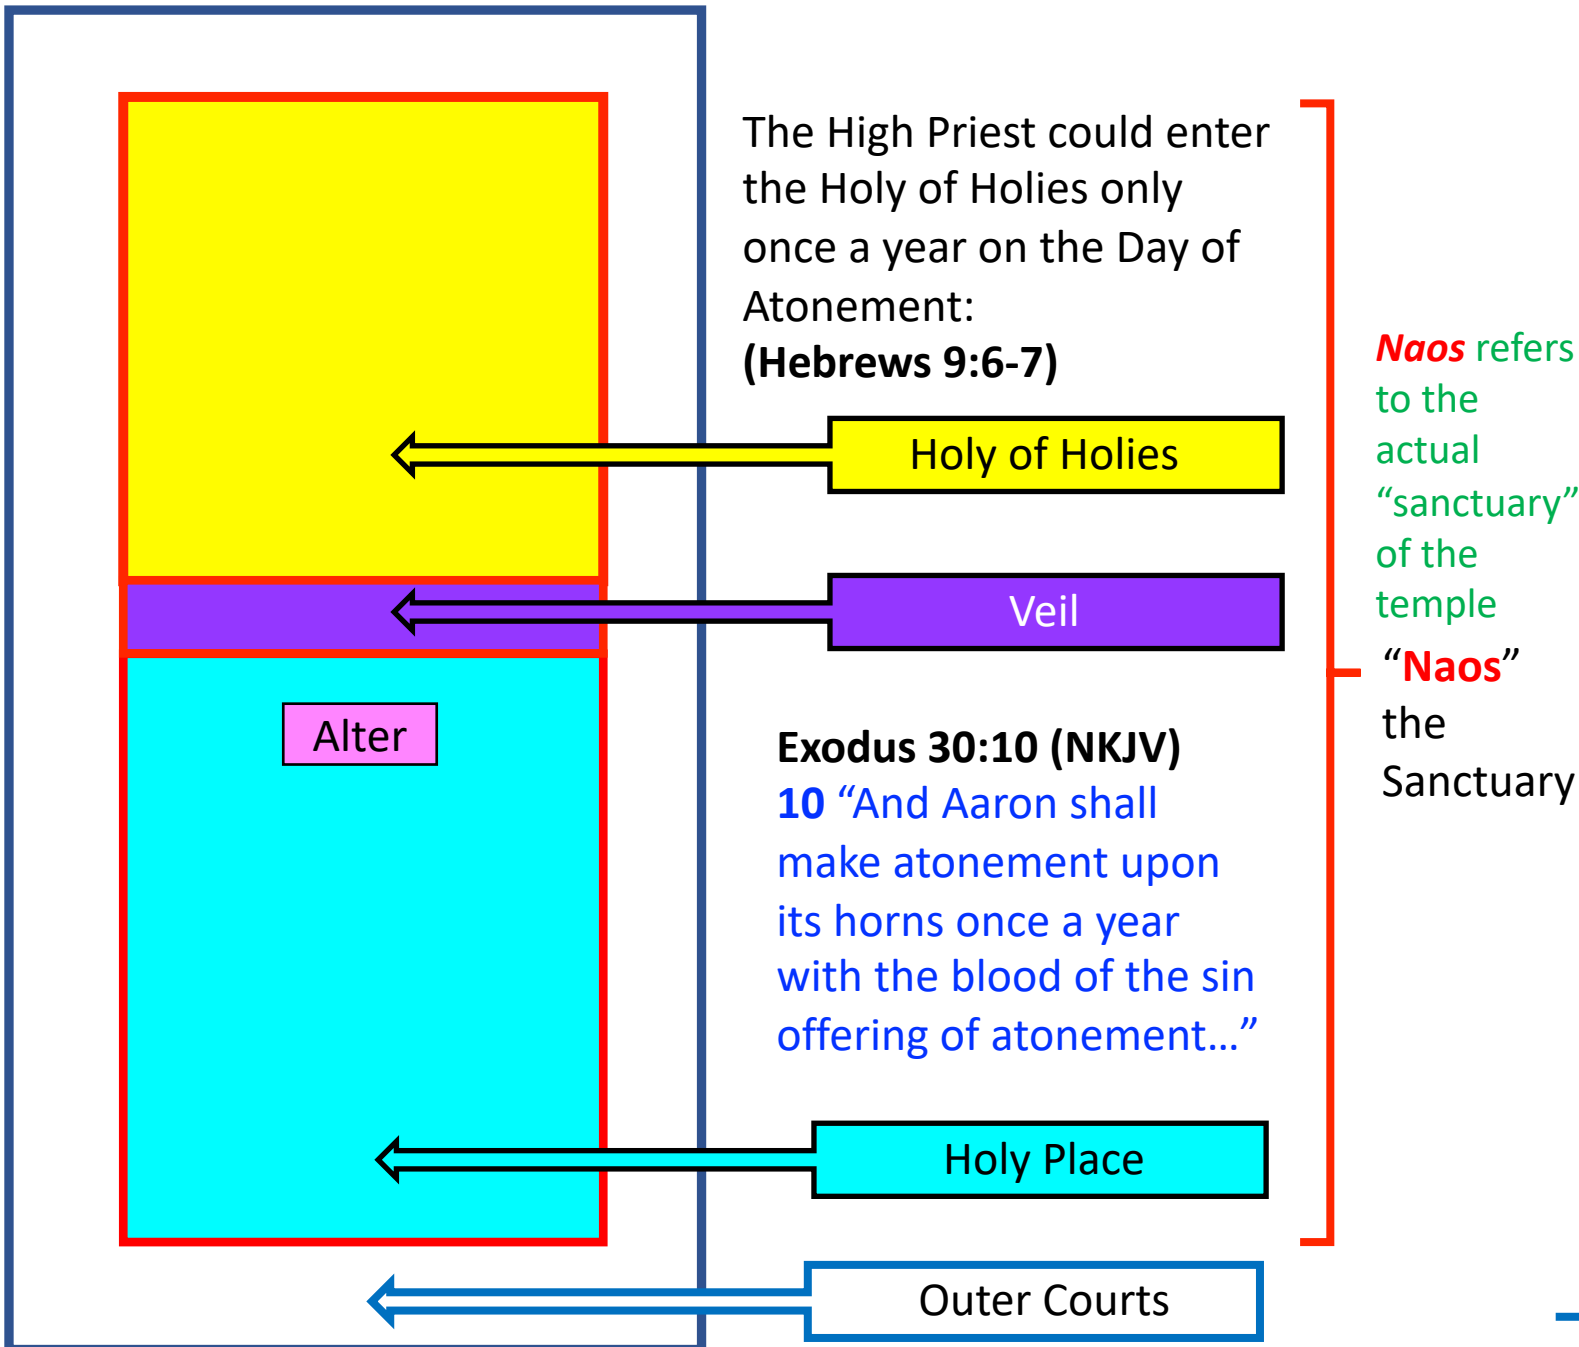 The High Priest could enter
the Holy of Holies only
once a year on the Day of
Atonement:
(Hebrews 9:6-7)
Holy of Holies
Veil
Alter
Exodus 30:10 (NKJV)
10 “And Aaron shall
make atonement upon
its horns once a year
with the blood of the sin
offering of atonement...”
Holy Place
Outer Courts
Naos refers
to the
actual
“sanctuary”
of the
temple
“Naos”
the
Sanctuary